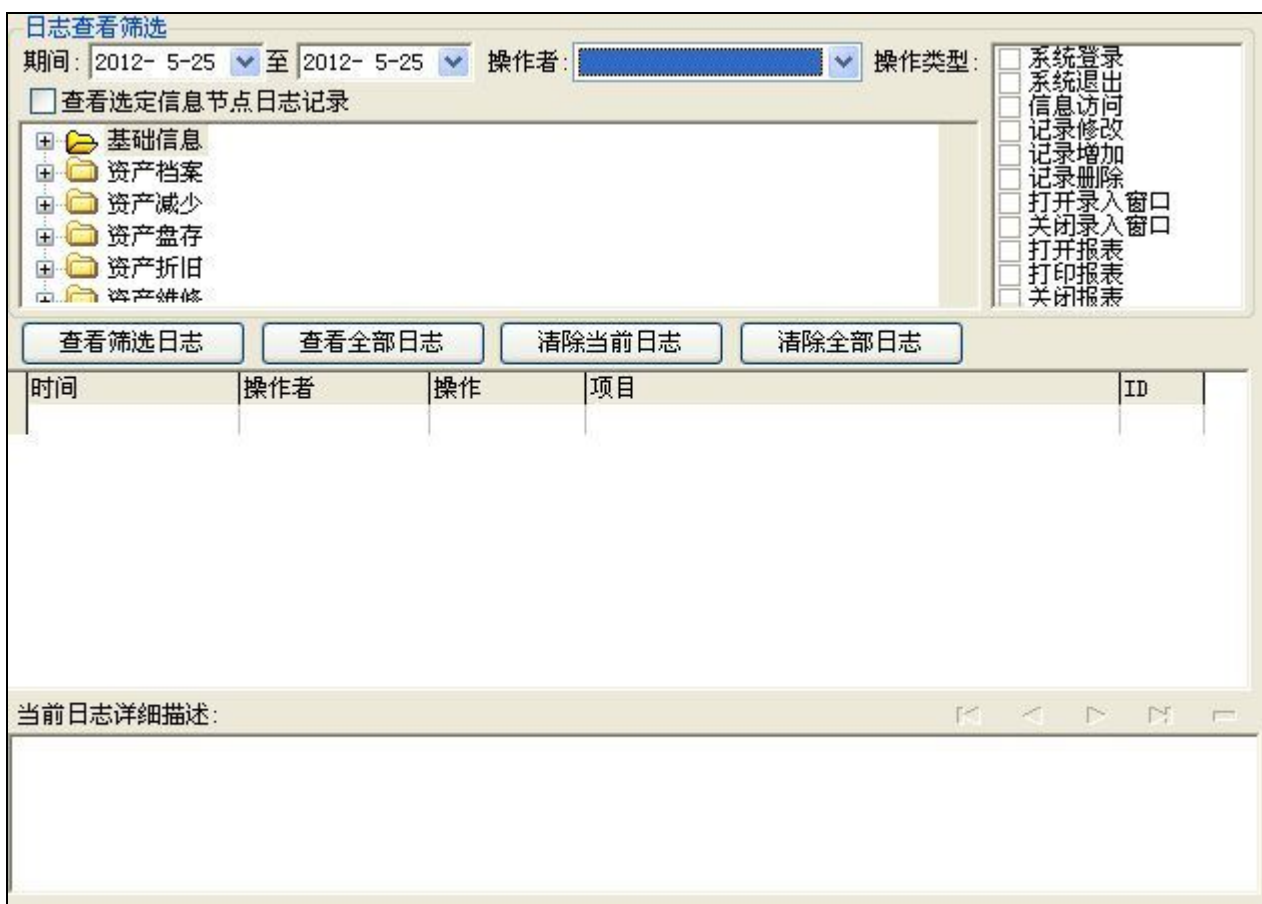 日志查看筛选
期间: 2012- 5-25 至 2012- 5-25 操作者: 操作类型:
查看选定信息节点日志记录
基础信息
资产档案
资产减少
资产盘存
资产折旧
资产维修
系统登录
系统退出
信息访问
记录修改
记录增加
记录删除
打开录入窗口
关闭录入窗口
打开报表
打印报表
关闭报表
查看筛选日志 查看全部日志 清除当前日志 清除全部日志
时间 操作者 操作 项目 ID
当前日志详细描述: